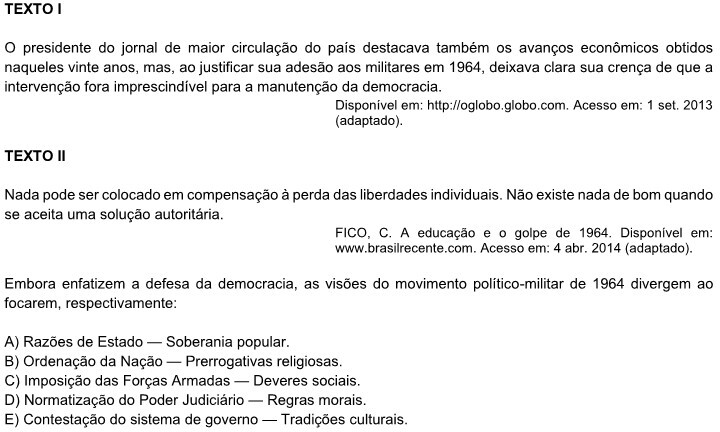 TEXTO I
O presidente do jornal de maior circulação do país destacava também os avanços econômicos obtidos
naqueles vinte anos, mas, ao justificar sua adesão aos militares em 1964, deixava clara sua crença de que a
intervenção fora imprescindível para a manutenção da democracia.
Disponível em: http://oglobo.globo.com. Acesso em: 1 set. 2013
(adaptado).
TEXTO II
Nada pode ser colocado em compensação à perda das liberdades individuais. Não existe nada de bom quando
se aceita uma solução autoritária.
FICO, C. A educação e o golpe de 1964. Disponível em:
www.brasilrecente.com. Acesso em: 4 abr. 2014 (adaptado).
Embora enfatizem a defesa da democracia, as visões do movimento político-militar de 1964 divergem ao
focarem, respectivamente:
A) Razões de Estado — Soberania popular.
B) Ordenação da Nação — Prerrogativas religiosas.
C) Imposição das Forças Armadas — Deveres sociais.
D) Normatização do Poder Judiciário — Regras morais.
E) Contestação do sistema de governo — Tradições culturais.